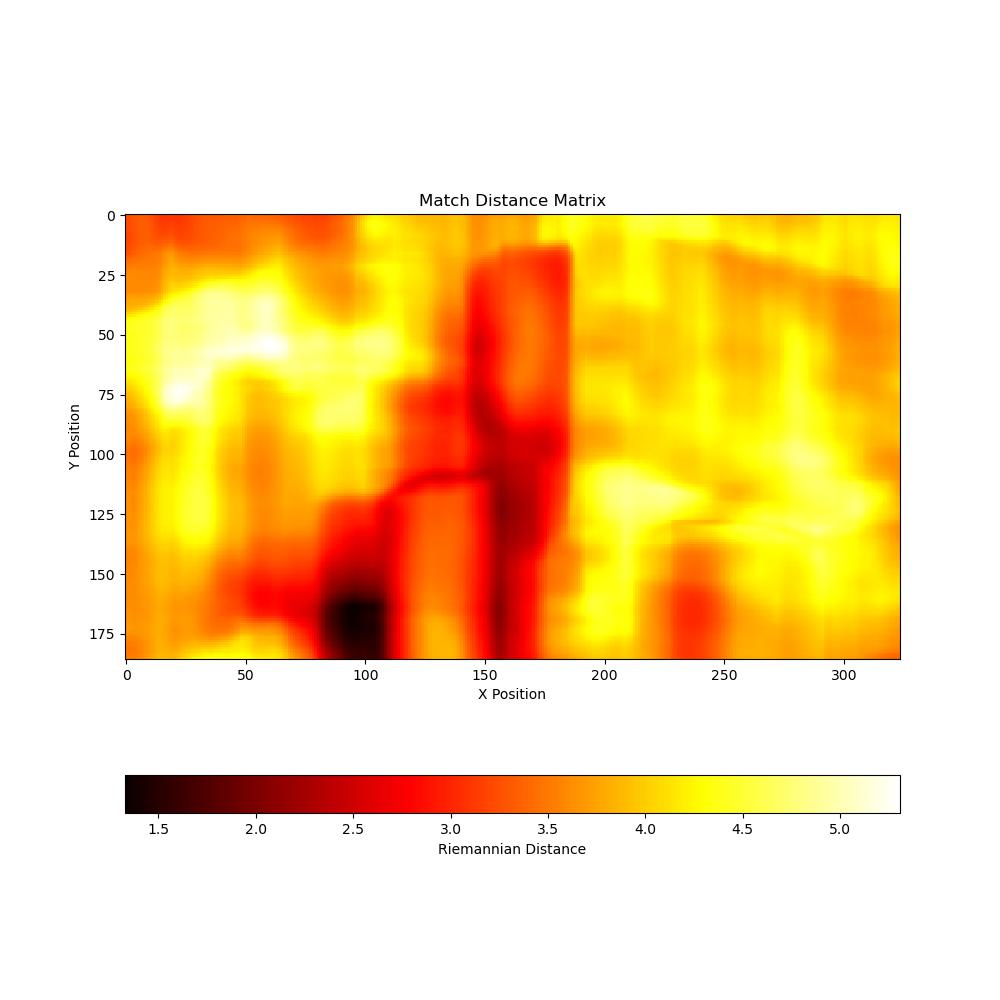 Match Distance Matrix
Y Position
0
25
50
75
100
125
150
175
0 50 100 150 200 250 300
X Position
1.5 2.0 2.5 3.0 3.5 4.0 4.5 5.0
Riemannian Distance